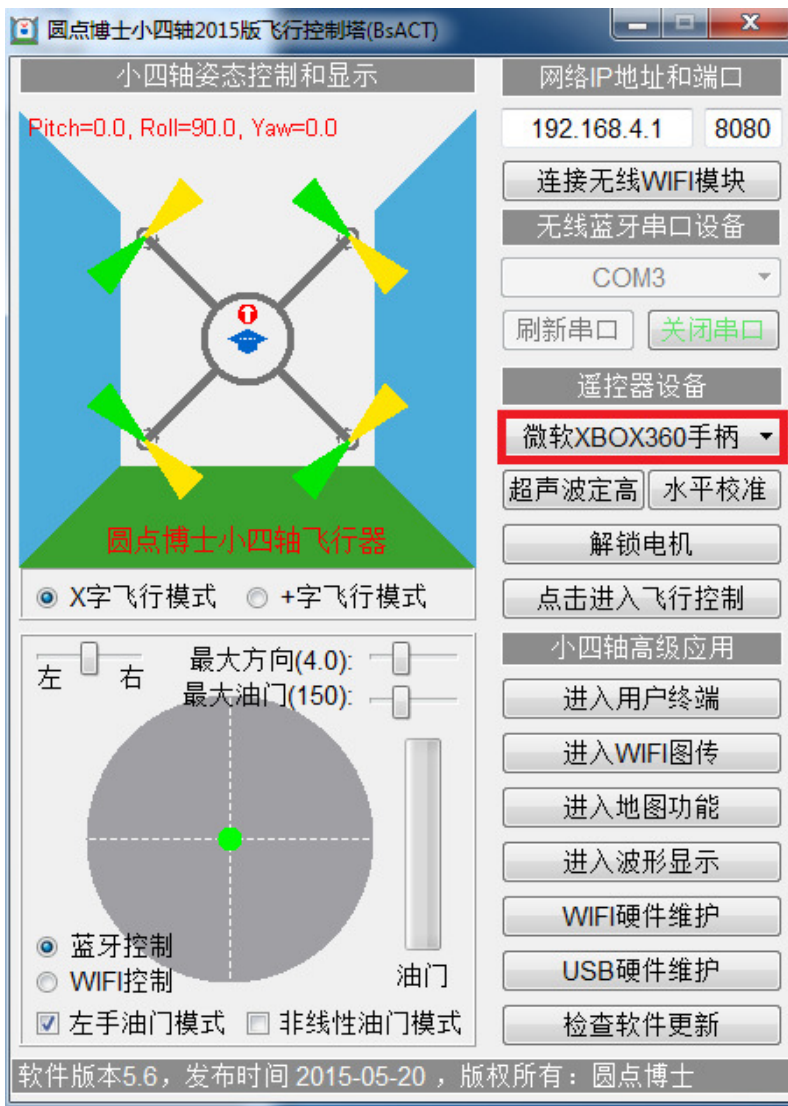 圆点博士小四轴2015版飞行控制塔(BsACT)
小四轴姿态控制和显示
Pitch=0.0, Roll=90.0, Yaw=0.0
圆点博士小四轴飞行器
X字飞行模式 +字飞行模式
左 右 最大方向(4.0):
最大油门(150):
蓝牙控制
WIFI控制
油门
左手油门模式 非线性油门模式
网络IP地址和端口
192.168.4.1 8080
连接无线WIFI模块
无线蓝牙串口设备
COM3
刷新串口 关闭串口
遥控器设备
微软XBOX360手柄
超声波定高 水平校准
解锁电机
点击进入飞行控制
小四轴高级应用
进入用户终端
进入WIFI图传
进入地图功能
进入波形显示
WIFI硬件维护
USB硬件维护
检查软件更新
软件版本5.6，发布时间 2015-05-20 ，版权所有：圆点博士